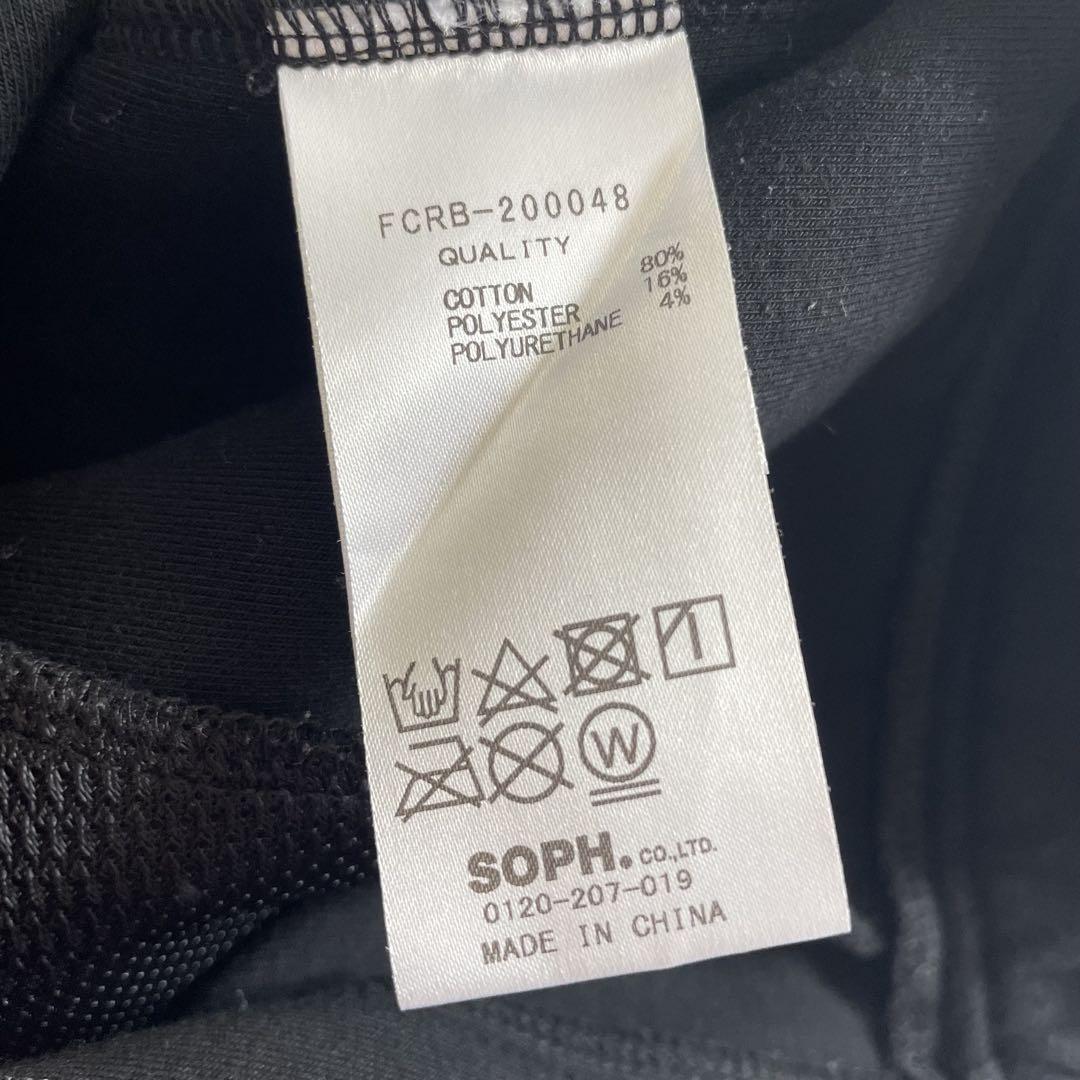 FCRB-200048
QUALITY
COTTON 80%
POLYESTER 16%
POLYURETHANE 4%
W
SOPH. CO.,LTD.
0120-207-019
MADE IN CHINA